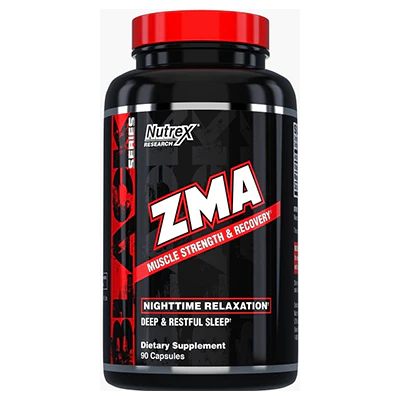 BLACK
SERIES
Nutrex
RESEARCH
ZMA
MUSCLE STRENGTH & RECOVERY†
NIGHTTIME RELAXATION†
DEEP & RESTFUL SLEEP†
Dietary Supplement
90 Capsules